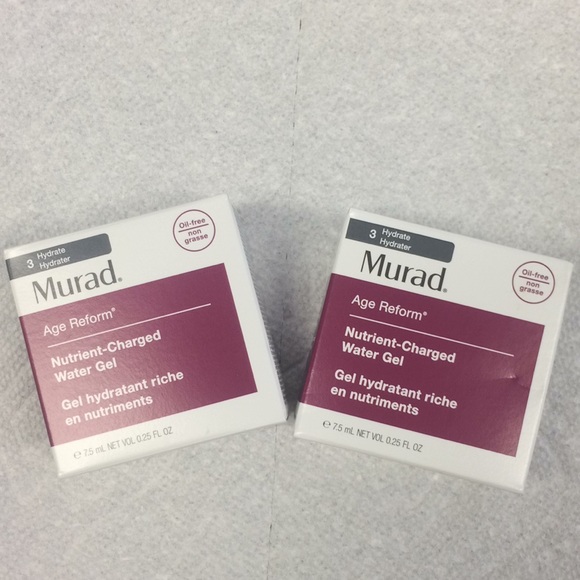 3 Hydrate
Hydrater
Murad.
Oil-free
non
grasse
Age Reform®
Nutrient-Charged
Water Gel
Gel hydratant riche
en nutriments
℮ 7.5 mL NET VOL 0.25 FL OZ
3 Hydrate
Hydrater
Murad.
Oil-free
non
grasse
Age Reform®
Nutrient-Charged
Water Gel
Gel hydratant riche
en nutriments
℮ 7.5 mL NET VOL 0.25 FL OZ